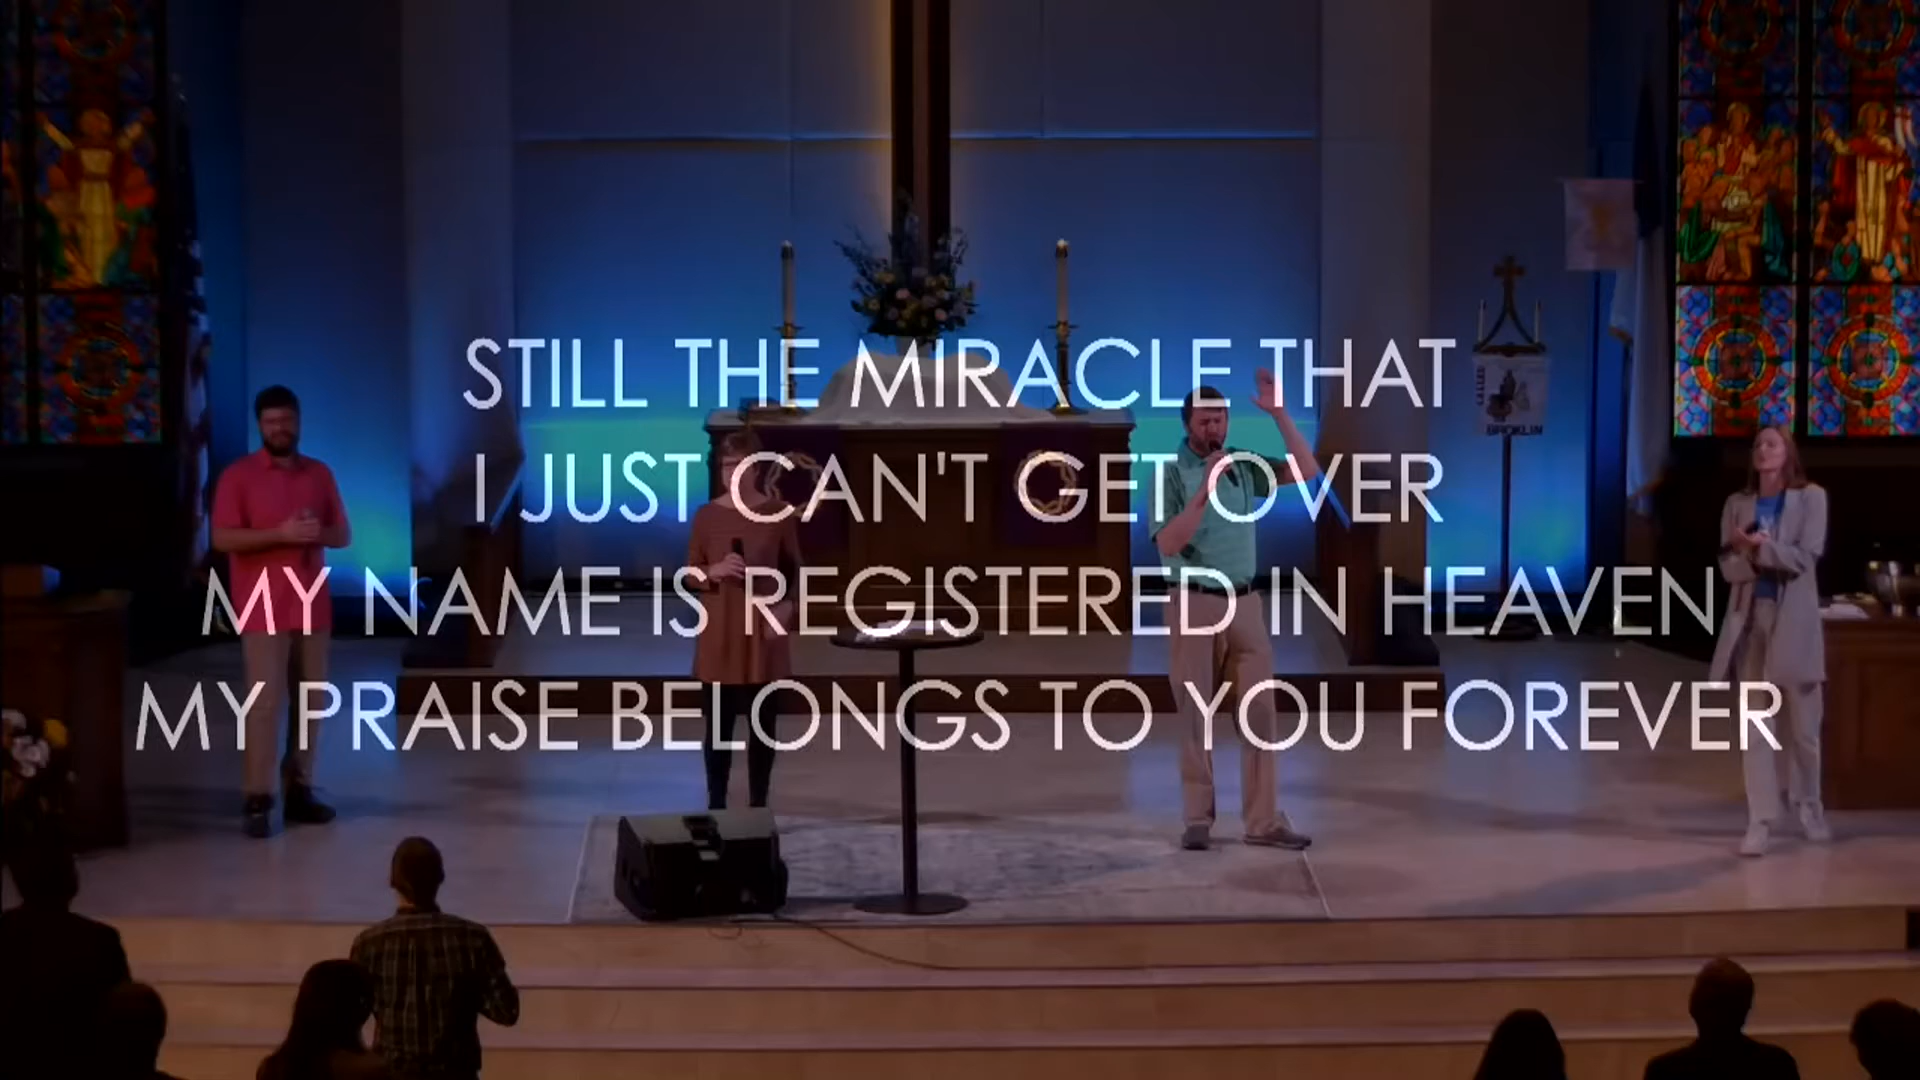 STILL THE MIRACLE THAT
I JUST CAN'T GET OVER
MY NAME IS REGISTERED IN HEAVEN
MY PRAISE BELONGS TO YOU FOREVER